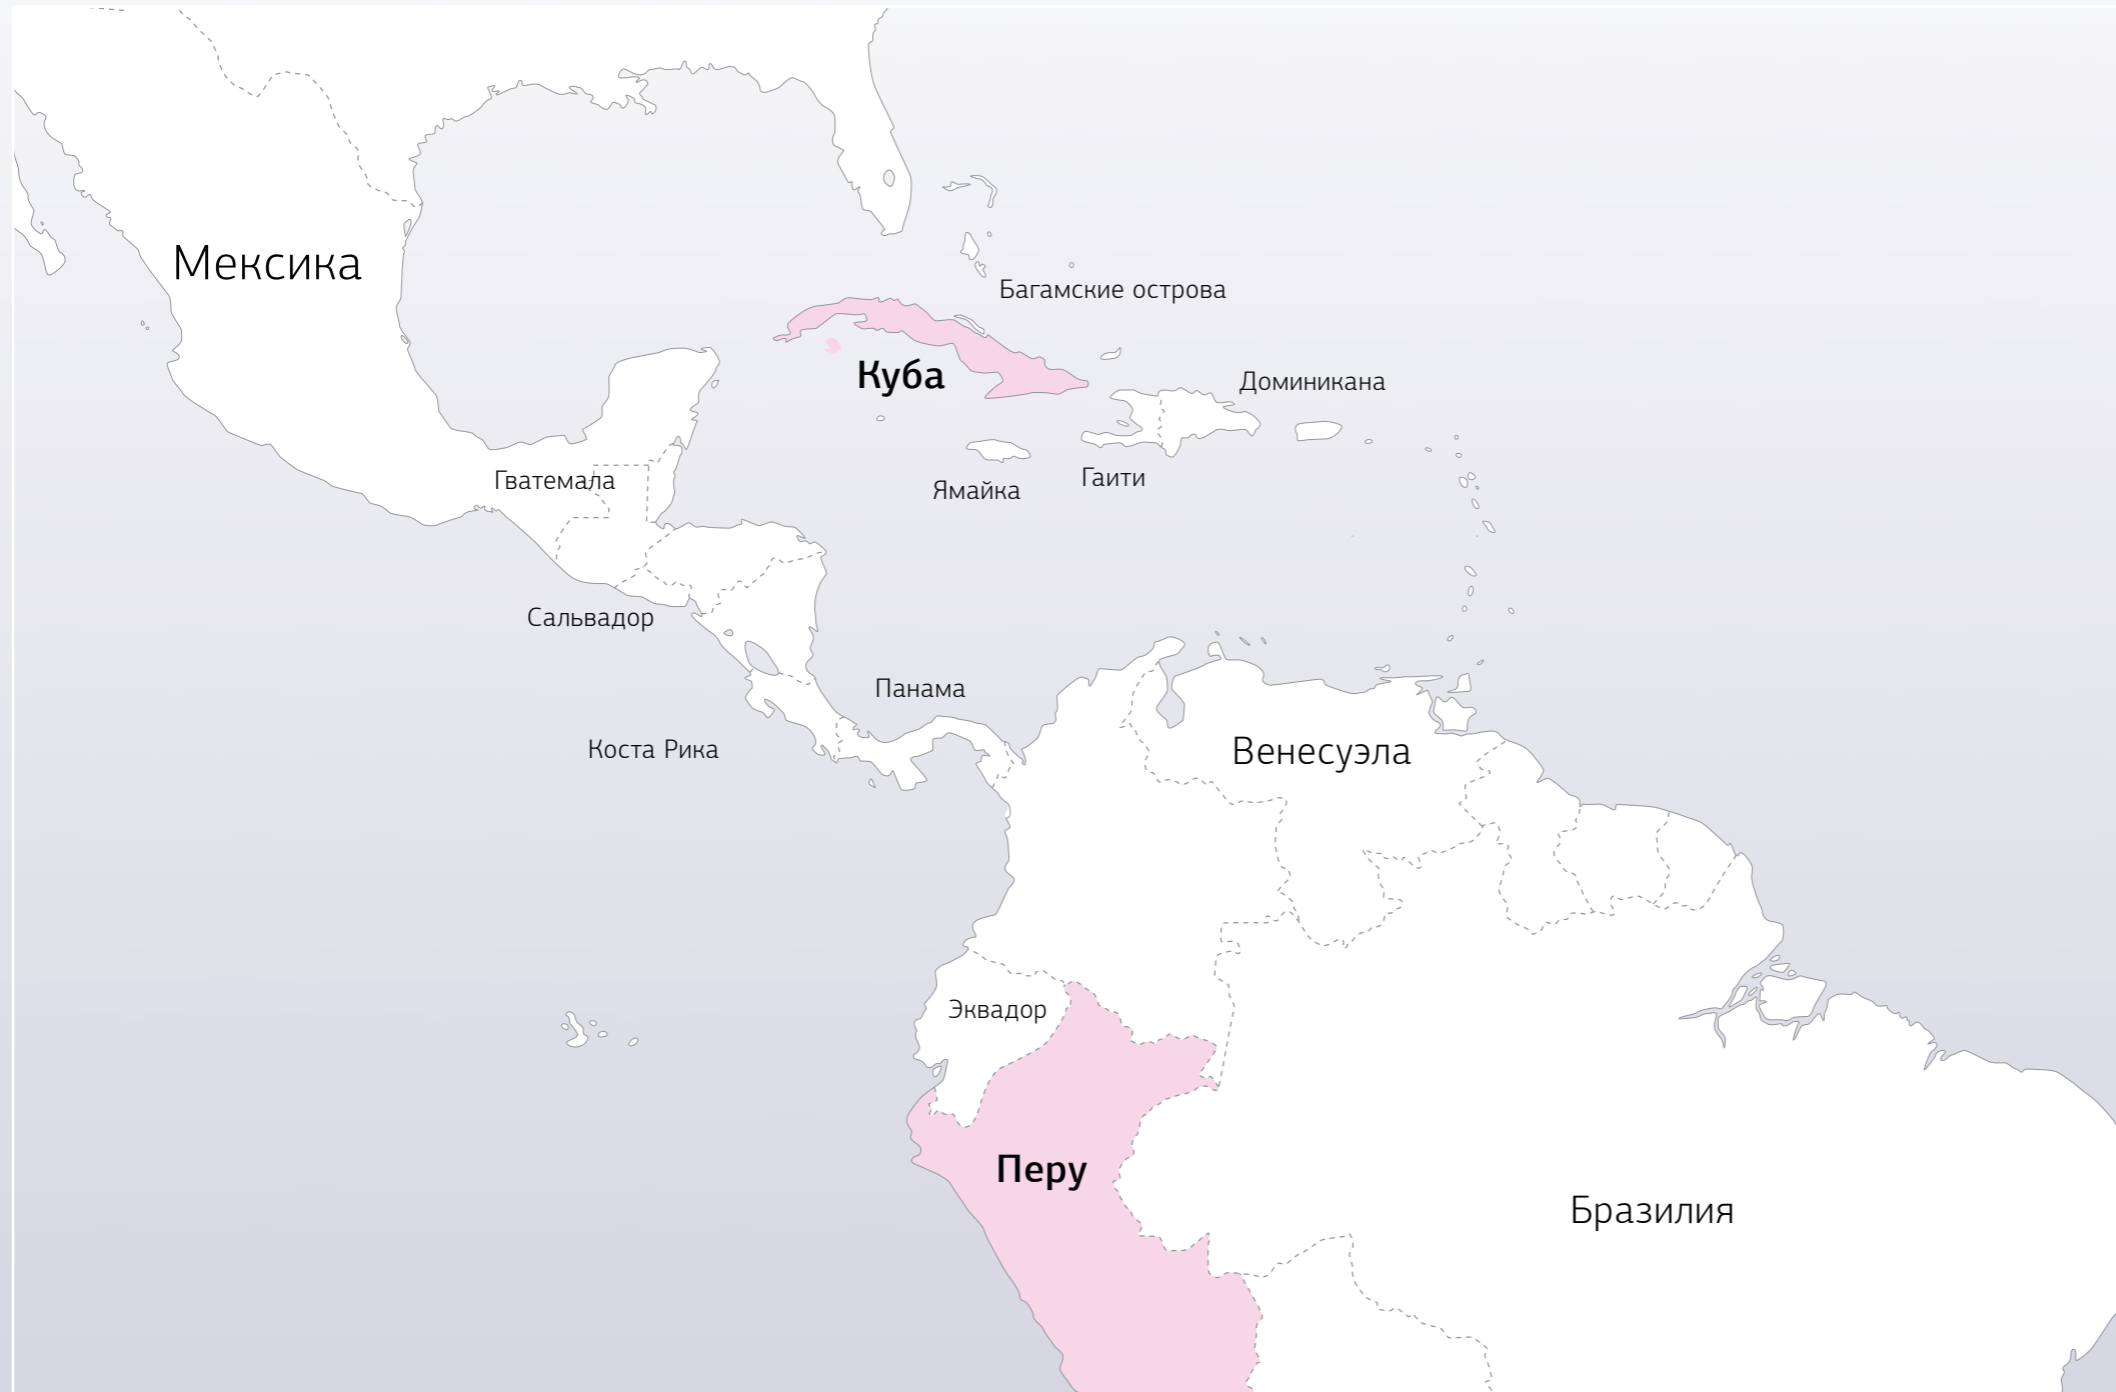 Мексика
Багамские острова
Куба
Доминикана
Гватемала
Ямайка
Гаити
Сальвадор
Панама
Коста Рика
Венесуэла
Эквадор
Перу
Бразилия